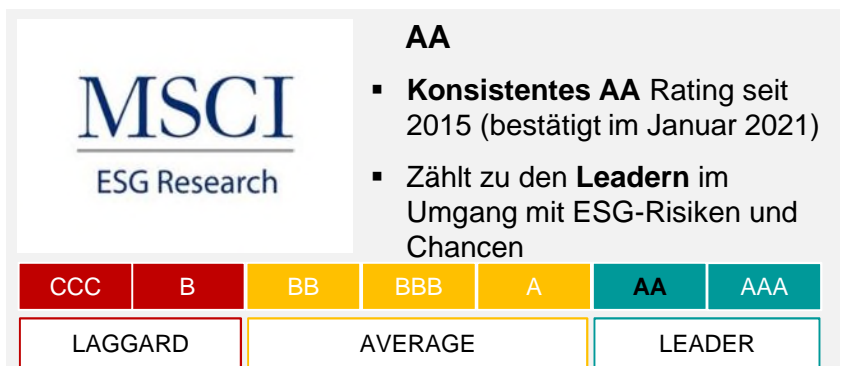 MSCI
ESG Research
AA
▪ Konsistentes AA Rating seit
2015 (bestätigt im Januar 2021)
▪ Zählt zu den Leadern im
Umgang mit ESG-Risiken und
Chancen
CCC B BB BBB A AA AAA
LAGGARD AVERAGE LEADER